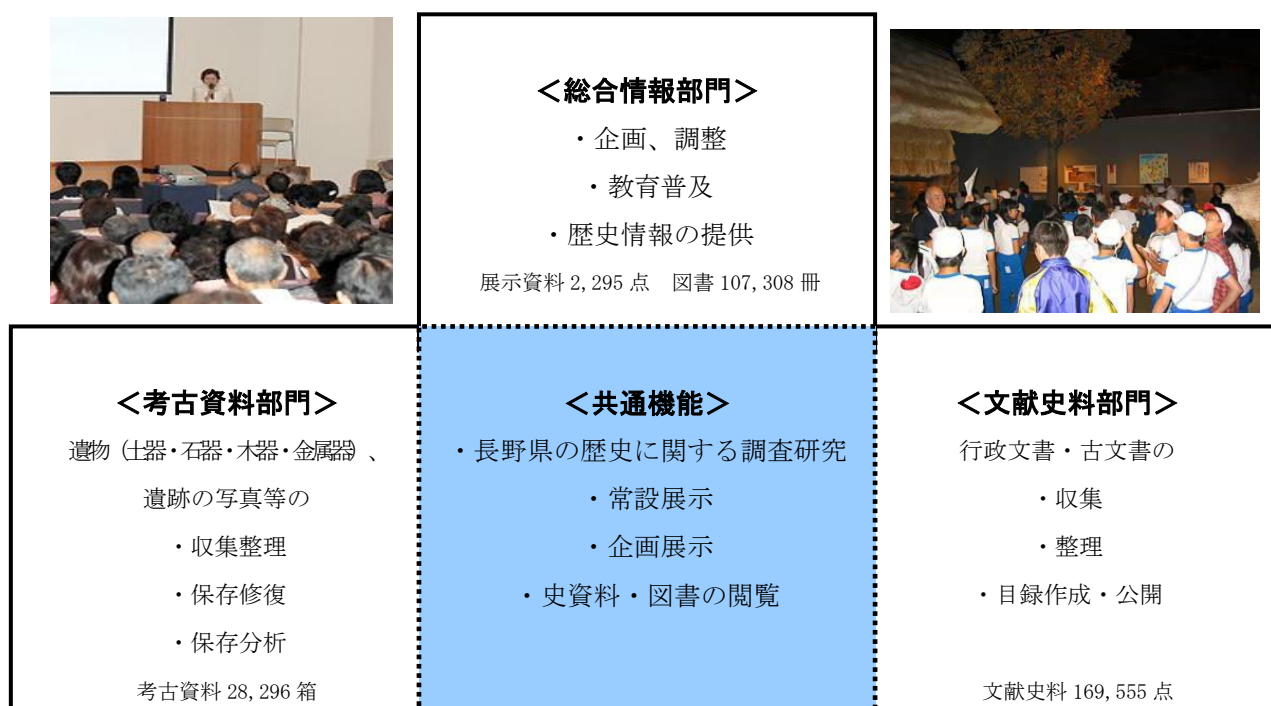 ＜総合情報部門＞
・企画、調整
・教育普及
・歴史情報の提供
展示資料 2,295 点　図書 107,308 冊
＜考古資料部門＞
遺物（土器・石器・木器・金属器）、
遺跡の写真等の
・収集整理
・保存修復
・保存分析
考古資料 28,296 箱
＜共通機能＞
・長野県の歴史に関する調査研究
・常設展示
・企画展示
・史資料・図書の閲覧
＜文献史料部門＞
行政文書・古文書の
・収集
・整理
・目録作成・公開
文献史料 169,555 点